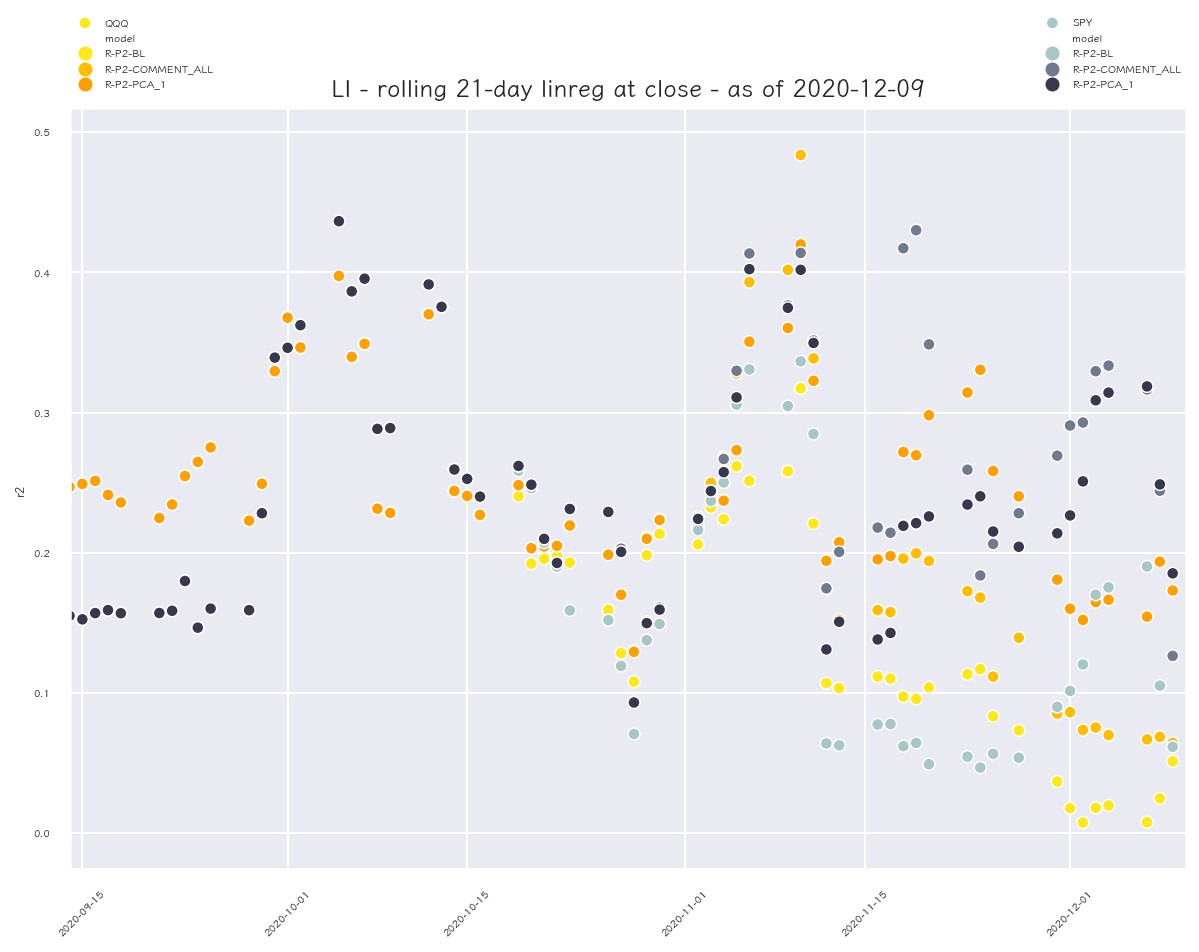 QQQ
model
R-P2-BL
R-P2-COMMENT_ALL
R-P2-PCA_1
SPY
model
R-P2-BL
R-P2-COMMENT_ALL
R-P2-PCA_1
LI - rolling 21-day linreg at close - as of 2020-12-09
0.5
0.4
0.3
0.2
0.1
0.0
r2
2020-09-15
2020-10-01
2020-10-15
2020-11-01
2020-11-15
2020-12-01